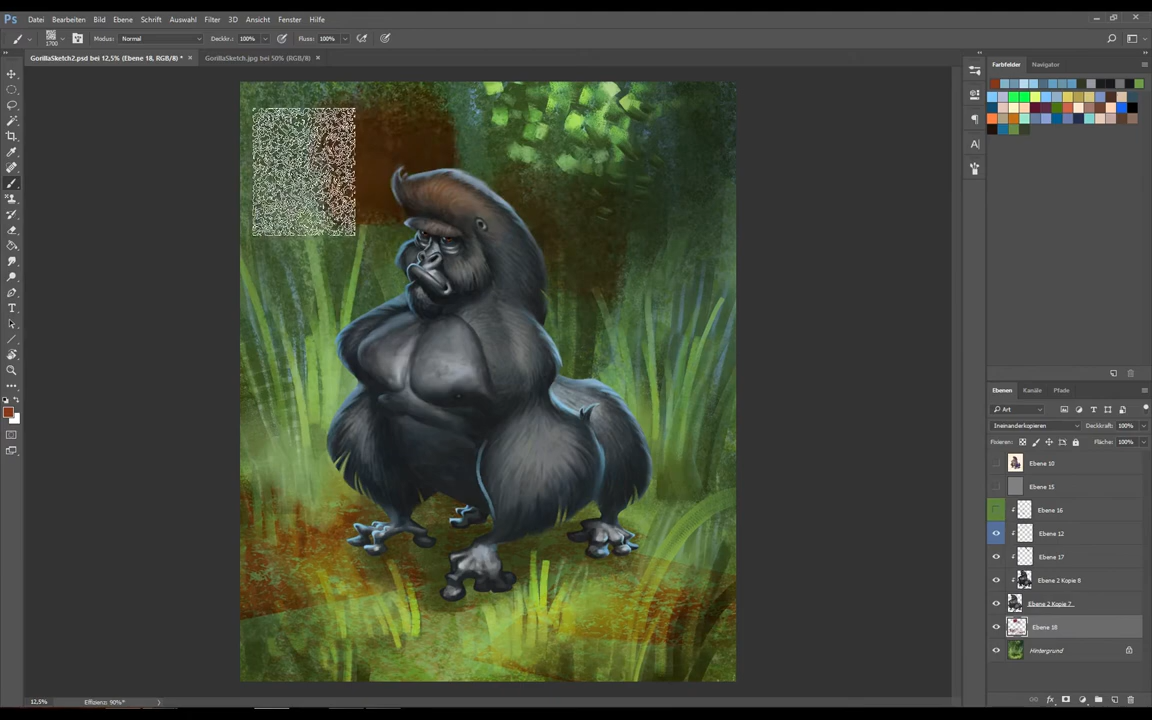 Ps Datei Bearbeiten Bild Ebene Schrift Auswahl Filter 3D Ansicht Fenster Hilfe
1700 Modus: Normal Deckkr.: 100% Fluss: 100%
GorillaSketch2.psd bei 12,5% (Ebene 18, RGB/8) * × GorillaSketch.jpg bei 50% (RGB/8) ×
Farbfelder Navigator
Ebenen Kanäle Pfade
Art
Ineinanderkopieren Deckkraft: 100%
Fixieren: Fläche: 100%
Ebene 10
Ebene 15
Ebene 16
Ebene 12
Ebene 17
Ebene 2 Kopie 8
Ebene 2 Kopie 7
Ebene 18
Hintergrund
12,5% Effizienz: 90%*